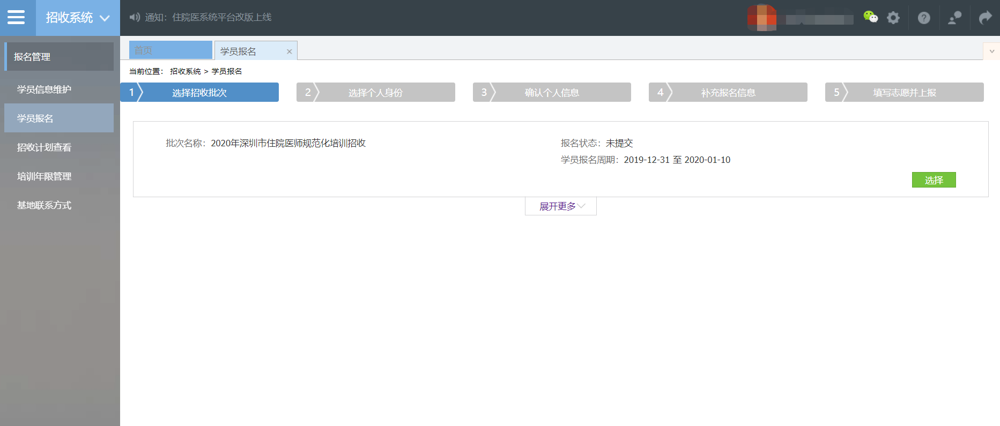 招收系统
通知：住院医系统平台改版上线
报名管理
学员信息维护
学员报名
招收计划查看
培训年限管理
基地联系方式
首页
学员报名
当前位置： 招收系统 > 学员报名
1 选择招收批次
2 选择个人身份
3 确认个人信息
4 补充报名信息
5 填写志愿并上报
批次名称：2020年深圳市住院医师规范化培训招收
报名状态：未提交
学员报名周期：2019-12-31 至 2020-01-10
选择
展开更多